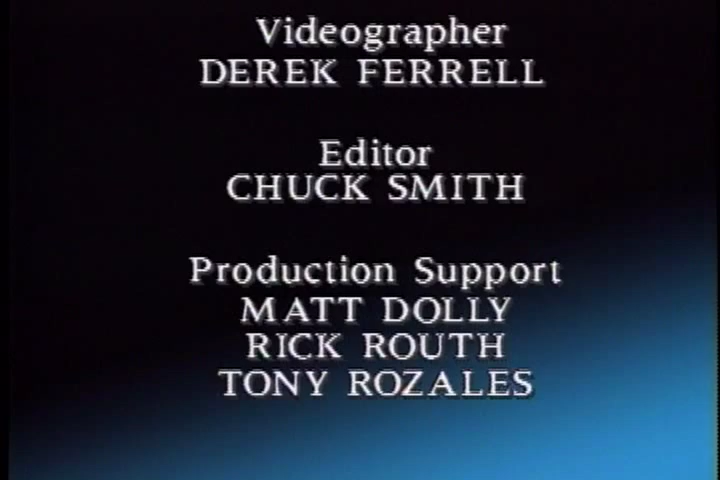 Videographer
DEREK FERRELL
Editor
CHUCK SMITH
Production Support
MATT DOLLY
RICK ROUTH
TONY ROZALES